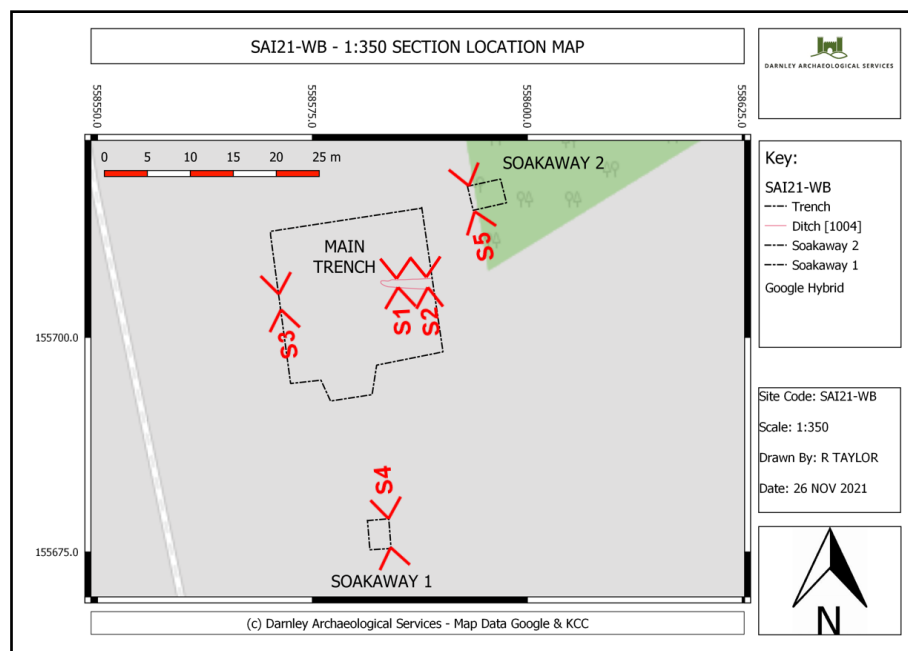 SAI21-WB - 1:350 SECTION LOCATION MAP
DARNLEY ARCHAEOLOGICAL SERVICES
558550.0
558575.0
558600.0
558625.0
0 5 10 15 20 25 m
SOAKAWAY 2
MAIN
TRENCH
S5
S1
S2
S3
155700.0
S4
155675.0
SOAKAWAY 1
Key:
SAI21-WB
Trench
Ditch [1004]
Soakaway 2
Soakaway 1
Google Hybrid
Site Code: SAI21-WB
Scale: 1:350
Drawn By: R TAYLOR
Date: 26 NOV 2021
N
(c) Darnley Archaeological Services - Map Data Google & KCC